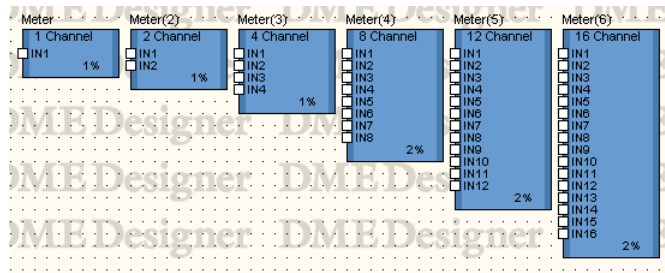 Meter Meter(2) Meter(3) Meter(4) Meter(5) Meter(6)
1 Channel 2 Channel 4 Channel 8 Channel 12 Channel 16 Channel
IN1 IN1 IN1 IN1 IN1 IN1
IN2 IN2 IN2 IN2 IN2
1% IN3 IN3 IN3 IN3
1% IN4 IN4 IN4 IN4
1% IN5 IN5 IN5
IN6 IN6 IN6
IN7 IN7 IN7
IN8 IN8 IN8
2% IN9 IN9
IN10 IN10
IN11 IN11
IN12 IN12
2% IN13
IN14
IN15
IN16
2%
DME Designer DME Designer
DME Designer DME Designer
DME Designer DME Designer